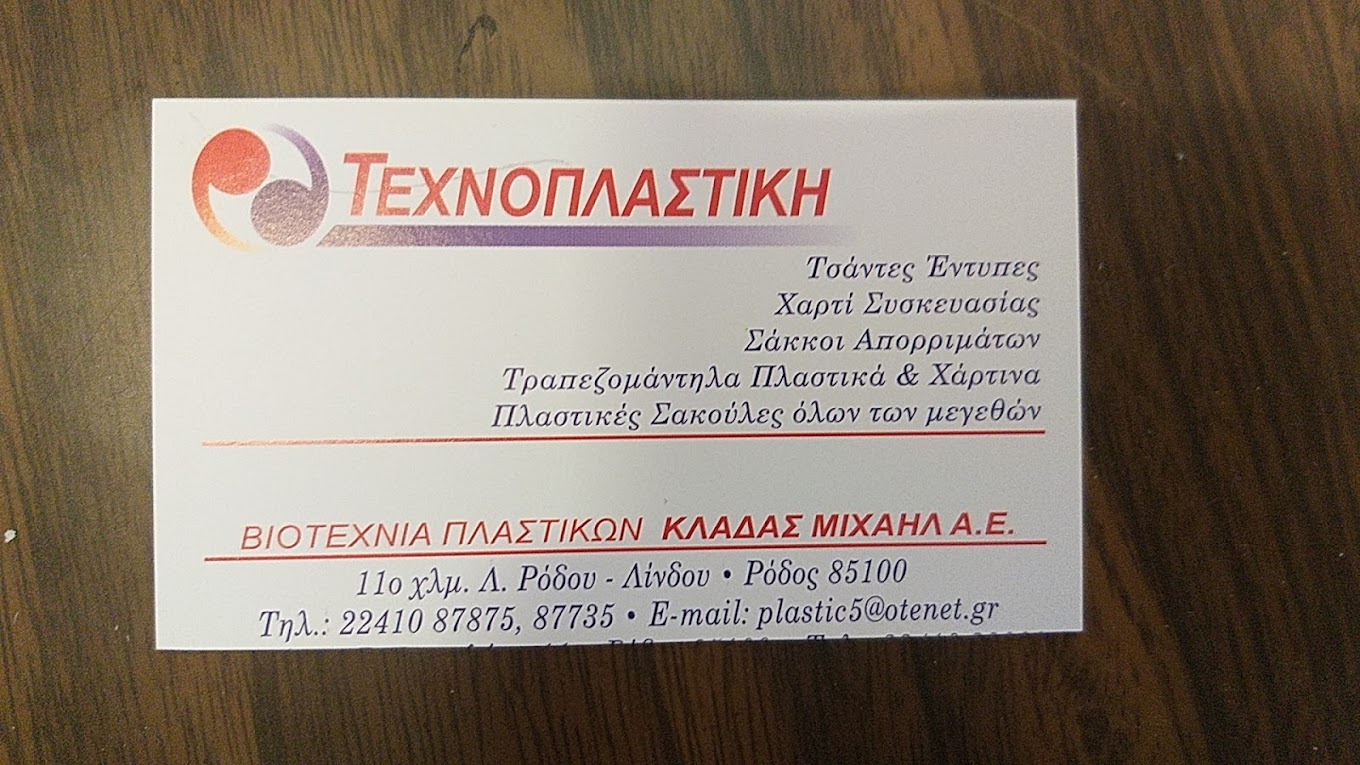 ΤΕΧΝΟΠΛΑΣΤΙΚΗ
Τσάντες Έντυπες
Χαρτί Συσκευασίας
Σάκκοι Απορριμάτων
Τραπεζομάντηλα Πλαστικά & Χάρτινα
Πλαστικές Σακούλες όλων των μεγεθών
ΒΙΟΤΕΧΝΙΑ ΠΛΑΣΤΙΚΩΝ ΚΛΑΔΑΣ ΜΙΧΑΗΛ Α.Ε.
11ο χλμ. Λ. Ρόδου - Λίνδου • Ρόδος 85100
Τηλ.: 22410 87875, 87735 • E-mail: plastic5@otenet.gr